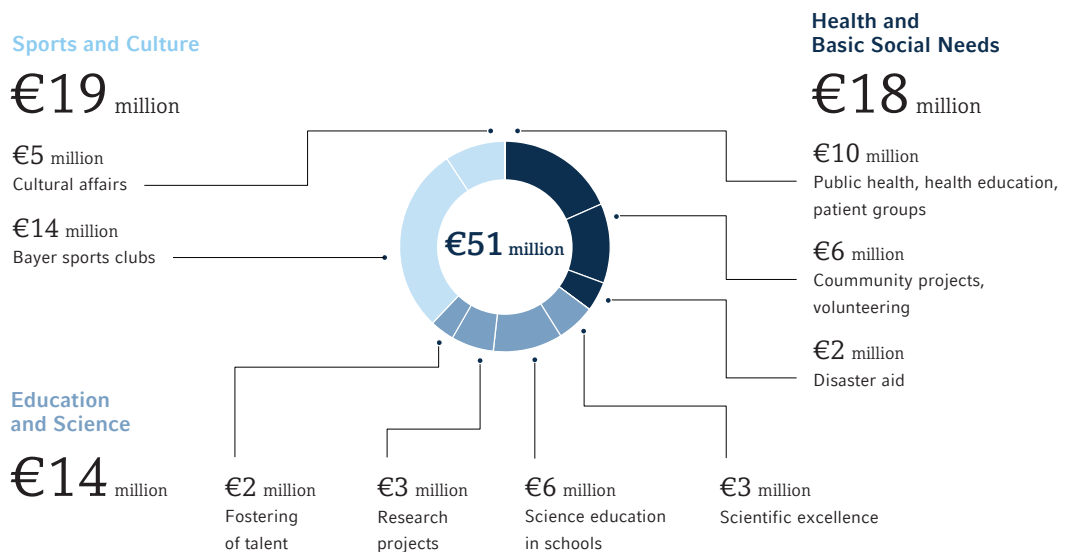 Sports and Culture
€19 million
€5 million
Cultural affairs
€14 million
Bayer sports clubs
€51 million
Health and
Basic Social Needs
€18 million
€10 million
Public health, health education,
patient groups
€6 million
Coummunity projects,
volunteering
€2 million
Disaster aid
Education
and Science
€14 million
€2 million
Fostering
of talent
€3 million
Research
projects
€6 million
Science education
in schools
€3 million
Scientific excellence